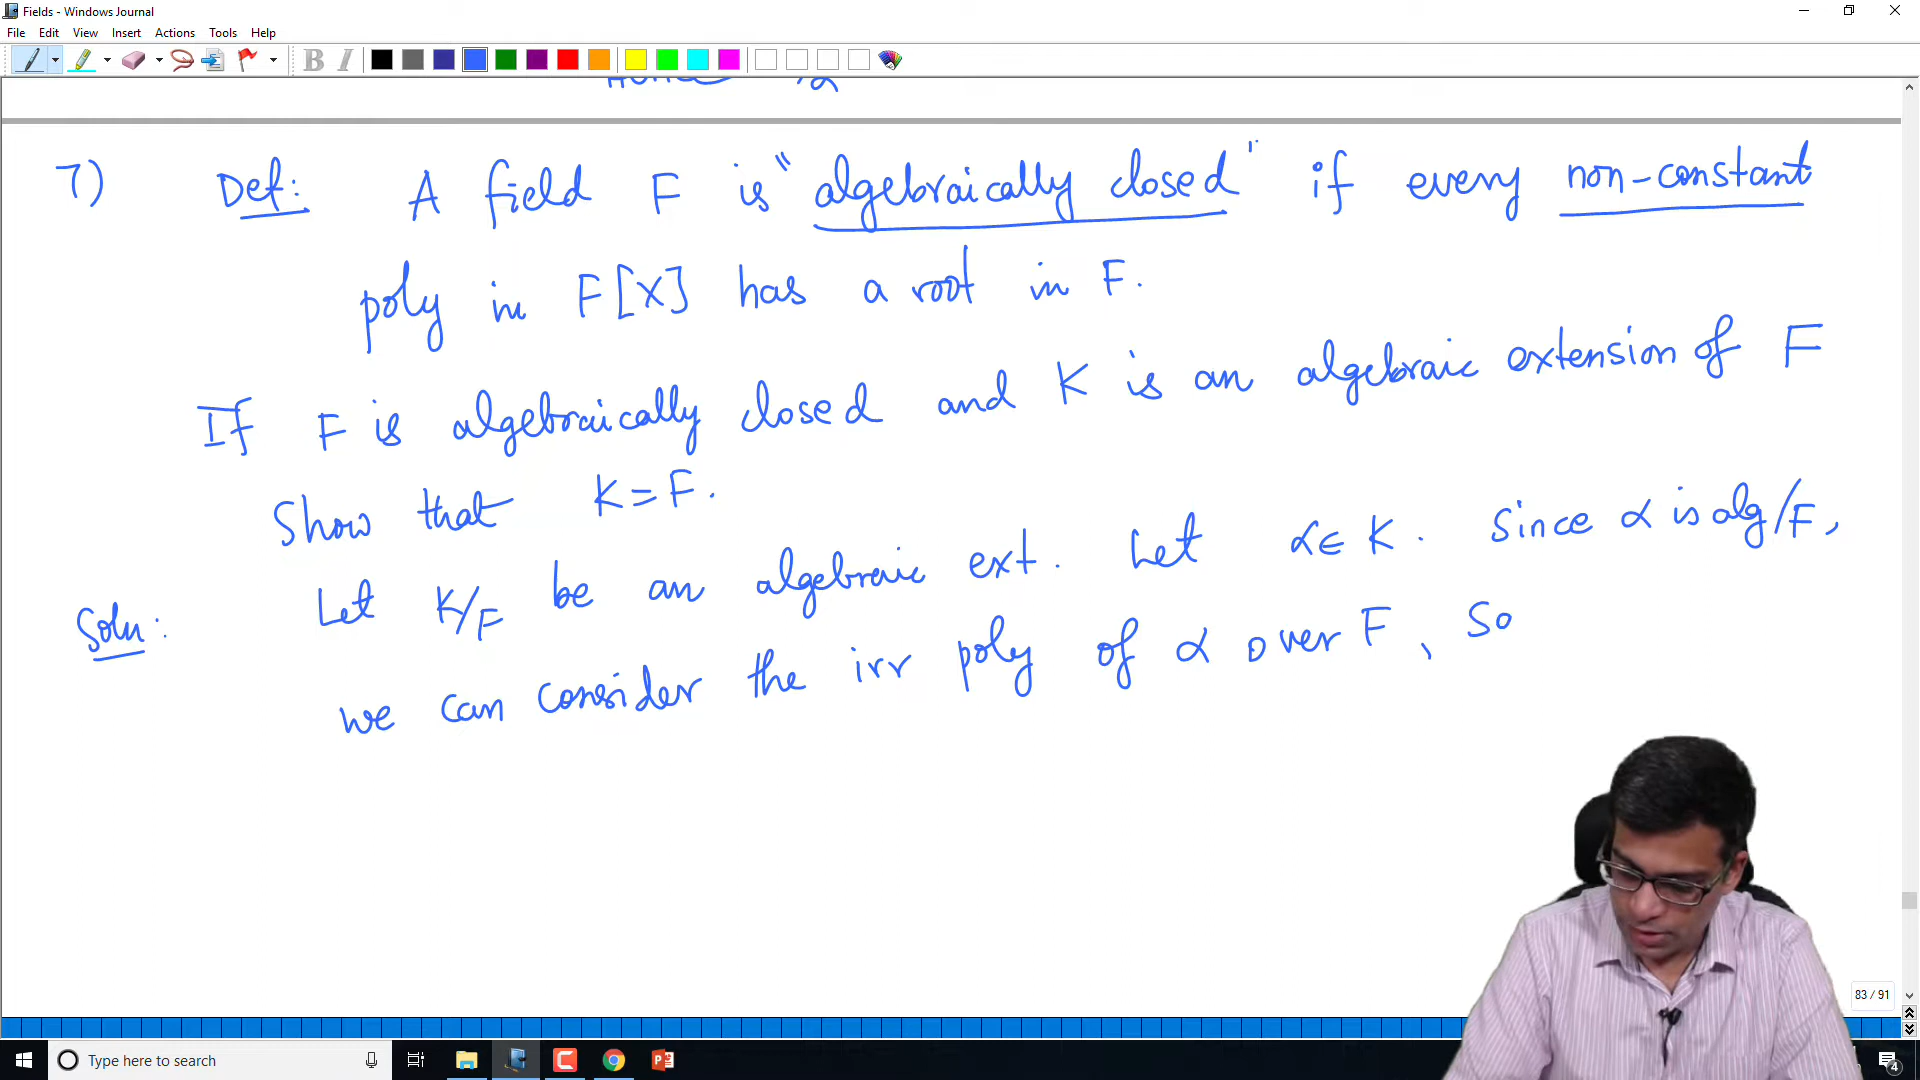 Fields - Windows Journal
File Edit View Insert Actions Tools Help
B I
7) Def: A field F is "algebraically closed" if every non-constant
poly in F[X] has a root in F.
If F is algebraically closed and K is an algebraic extension of F
Show that K=F.
Soln: Let K/F be an algebraic ext. Let α∈ K. Since α is alg/F,
we can consider the irr poly of α over F, so
83 / 91
Type here to search
4